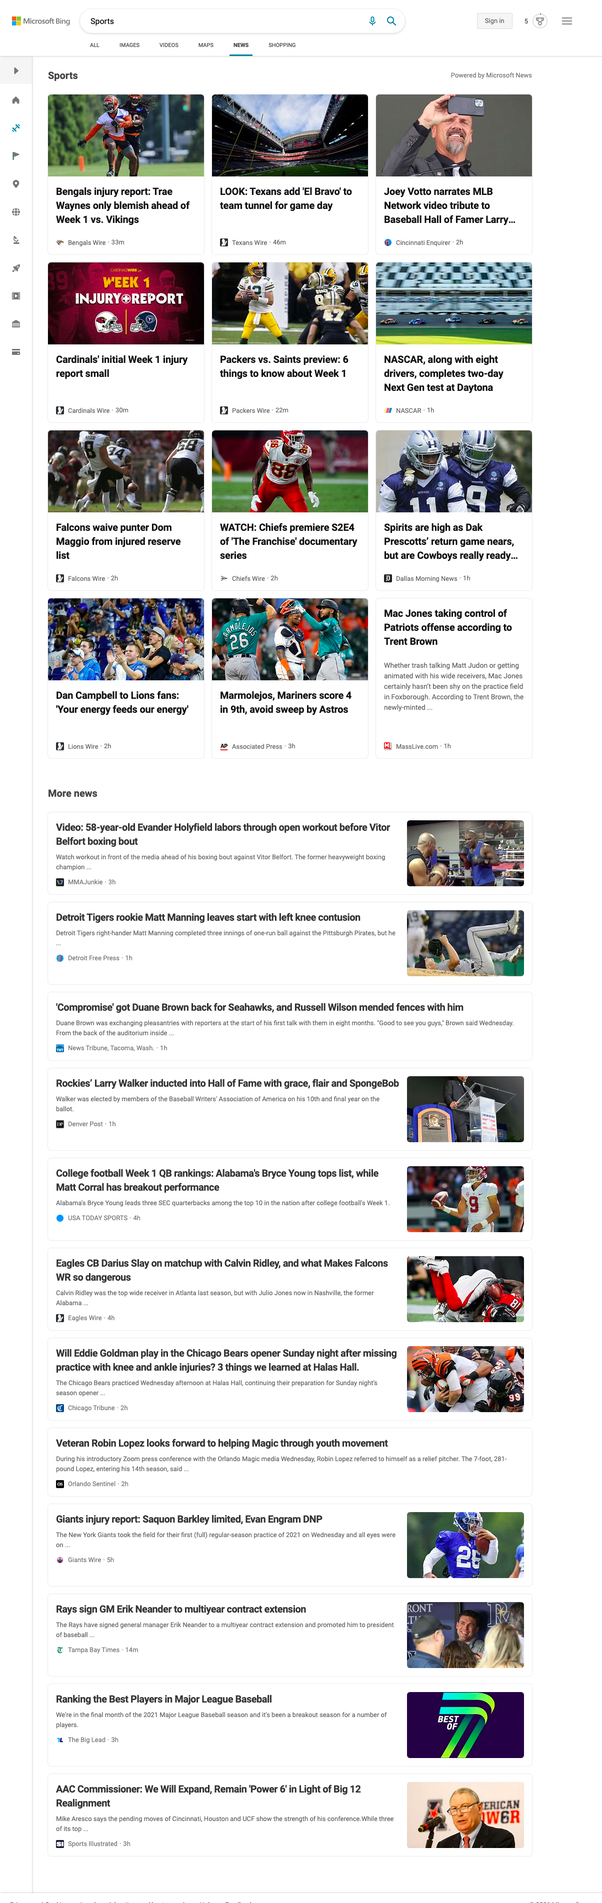 Microsoft Bing
Sports
Sign in
5
ALL
IMAGES
VIDEOS
MAPS
NEWS
SHOPPING
Sports
Powered by Microsoft News
Bengals injury report: Trae
Waynes only blemish ahead of
Week 1 vs. Vikings
Bengals Wire · 33m
LOOK: Texans add 'El Bravo' to
team tunnel for game day
Texans Wire · 46m
Joey Votto narrates MLB
Network video tribute to
Baseball Hall of Famer Larry...
Cincinnati Enquirer · 2h
WEEK 1
INJURY REPORT
Cardinals' initial Week 1 injury
report small
Cardinals Wire · 30m
Packers vs. Saints preview: 6
things to know about Week 1
Packers Wire · 22m
NASCAR, along with eight
drivers, completes two-day
Next Gen test at Daytona
NASCAR · 1h
Falcons waive punter Dom
Maggio from injured reserve
list
Falcons Wire · 2h
WATCH: Chiefs premiere S2E4
of 'The Franchise' documentary
series
Chiefs Wire · 2h
Spirits are high as Dak
Prescotts' return game nears,
but are Cowboys really ready...
Dallas Morning News · 1h
Dan Campbell to Lions fans:
'Your energy feeds our energy'
Lions Wire · 2h
Marmolejos, Mariners score 4
in 9th, avoid sweep by Astros
AP Associated Press · 3h
Mac Jones taking control of
Patriots offense according to
Trent Brown
Whether trash talking Matt Judon or getting
animated with his wide receivers, Mac Jones
certainly hasn't been shy on the practice field
in Foxborough. According to Trent Brown, the
newly-minted ...
MassLive.com · 1h
More news
Video: 58-year-old Evander Holyfield labors through open workout before Vitor
Belfort boxing bout
Watch workout in front of the media ahead of his boxing bout against Vitor Belfort. The former heavyweight boxing
champion ...
MMAJunkie · 3h
Detroit Tigers rookie Matt Manning leaves start with left knee contusion
Detroit Tigers right-hander Matt Manning completed three innings of one-run ball against the Pittsburgh Pirates, but he
...
Detroit Free Press · 1h
'Compromise' got Duane Brown back for Seahawks, and Russell Wilson mended fences with him
Duane Brown was exchanging pleasantries with reporters at the start of his first talk with them in eight months. "Good to see you guys," Brown said Wednesday.
From the back of the auditorium inside ...
News Tribune, Tacoma, Wash. · 1h
Rockies' Larry Walker inducted into Hall of Fame with grace, flair and SpongeBob
Walker was elected by members of the Baseball Writers' Association of America on his 10th and final year on the
ballot.
Denver Post · 1h
College football Week 1 QB rankings: Alabama's Bryce Young tops list, while
Matt Corral has breakout performance
Alabama's Bryce Young leads three SEC quarterbacks among the top 10 in the nation after college football's Week 1.
USA TODAY SPORTS · 4h
Eagles CB Darius Slay on matchup with Calvin Ridley, and what Makes Falcons
WR so dangerous
Calvin Ridley was the top wide receiver in Atlanta last season, but with Julio Jones now in Nashville, the former
Alabama ...
Eagles Wire · 4h
Will Eddie Goldman play in the Chicago Bears opener Sunday night after missing
practice with knee and ankle injuries? 3 things we learned at Halas Hall.
The Chicago Bears practiced Wednesday afternoon at Halas Hall, continuing their preparation for Sunday night's
season opener ...
Chicago Tribune · 2h
Veteran Robin Lopez looks forward to helping Magic through youth movement
During his introductory Zoom press conference with the Orlando Magic media Wednesday, Robin Lopez referred to himself as a relief pitcher. The 7-foot, 281-
pound Lopez, entering his 14th season, said ...
Orlando Sentinel · 2h
Giants injury report: Saquon Barkley limited, Evan Engram DNP
The New York Giants took the field for their first (full) regular-season practice of 2021 on Wednesday and all eyes were
on ...
Giants Wire · 5h
Rays sign GM Erik Neander to multiyear contract extension
The Rays have signed general manager Erik Neander to a multiyear contract extension and promoted him to president
of baseball ...
Tampa Bay Times · 14m
Ranking the Best Players in Major League Baseball
We're in the final month of the 2021 Major League Baseball season and it's been a breakout season for a number of
players.
The Big Lead · 3h
BEST
OF
7
AAC Commissioner: We Will Expand, Remain 'Power 6' in Light of Big 12
Realignment
Mike Aresco says the pending moves of Cincinnati, Houston and UCF show the strength of his conference.While three
of its top ...
Sports Illustrated · 3h